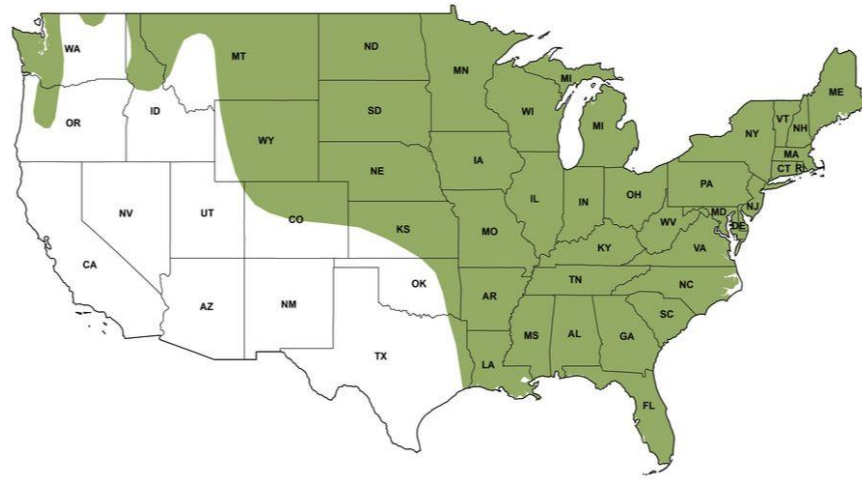 WA
MT
ND
MN
MI
ME
OR
ID
SD
WI
VT
NH
NY
WY
MI
MA
CT
RI
IA
NE
PA
NJ
NV
UT
CO
IL
IN
OH
MD
DE
KS
MO
WV
VA
CA
KY
AZ
NM
OK
AR
TN
NC
SC
TX
MS
AL
GA
LA
FL